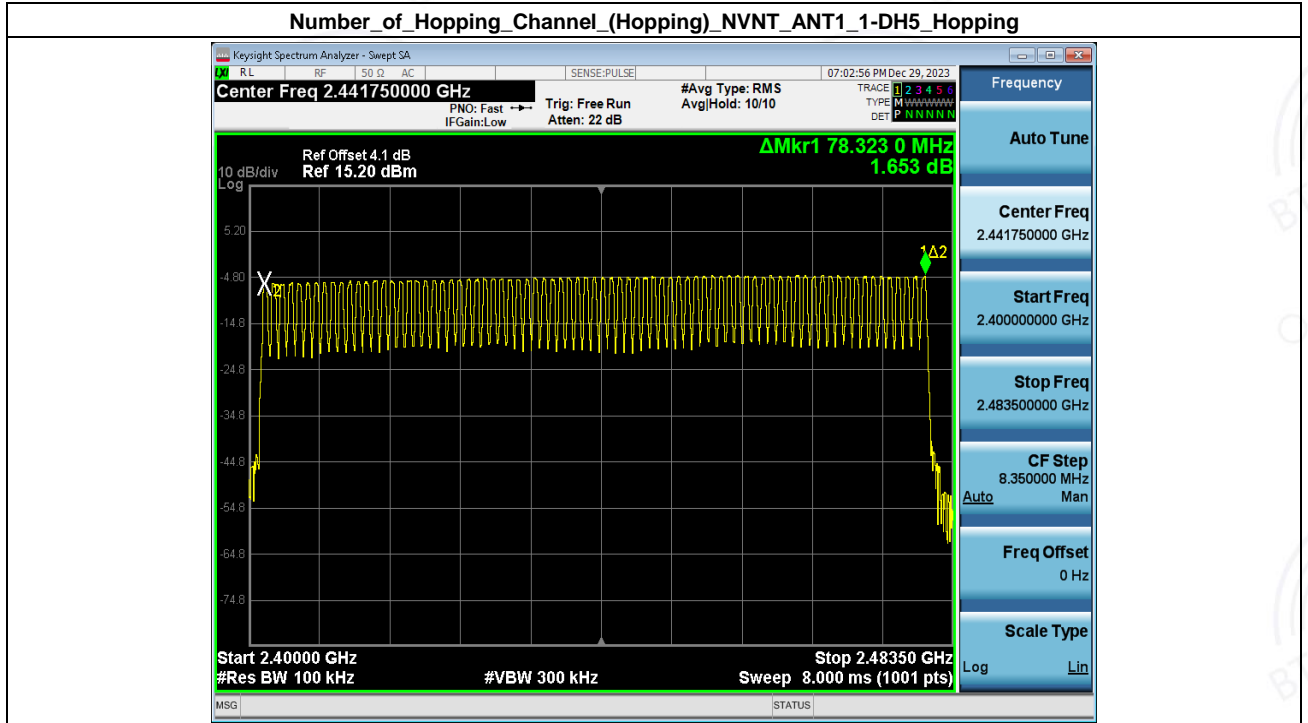 Number_of_Hopping_Channel_(Hopping)_NVNT_ANT1_1-DH5_Hopping
Keysight Spectrum Analyzer - Swept SA
LXI RL RF 50 Ω AC SENSE:PULSE 07:02:56 PM Dec 29, 2023
Center Freq 2.441750000 GHz
PNO: Fast
IFGain:Low
Trig: Free Run
Atten: 22 dB
#Avg Type: RMS
Avg|Hold: 10/10
TRACE 1 2 3 4 5 6
TYPE M WWWWW
DET P N N N N N
Frequency
ΔMkr1 78.323 0 MHz
1.653 dB
Ref Offset 4.1 dB
10 dB/div Ref 15.20 dBm
Log
5.20
-4.80
-14.8
-24.8
-34.8
-44.8
-54.8
-64.8
-74.8
1Δ2
X2
Start 2.40000 GHz Stop 2.48350 GHz
#Res BW 100 kHz #VBW 300 kHz Sweep 8.000 ms (1001 pts)
MSG STATUS
Auto Tune
Center Freq
2.441750000 GHz
Start Freq
2.400000000 GHz
Stop Freq
2.483500000 GHz
CF Step
8.350000 MHz
Auto Man
Freq Offset
0 Hz
Scale Type
Log Lin